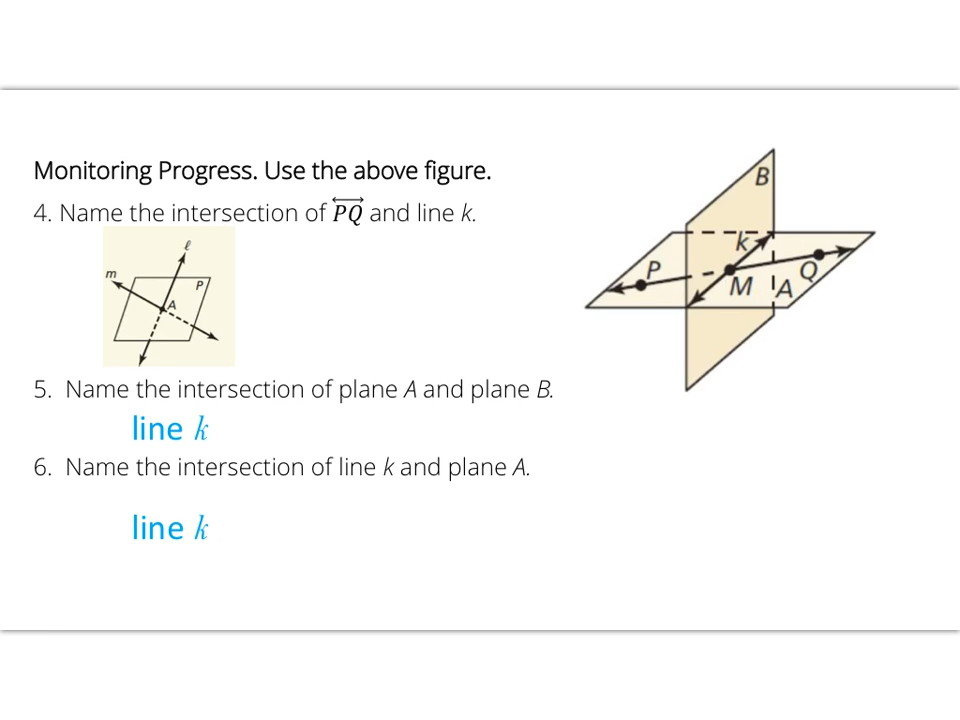 Monitoring Progress. Use the above figure.
4. Name the intersection of PQ and line k.
ℓ
m
P
A
B
k
P
Q
M
A
5. Name the intersection of plane A and plane B.
line k
6. Name the intersection of line k and plane A.
line k